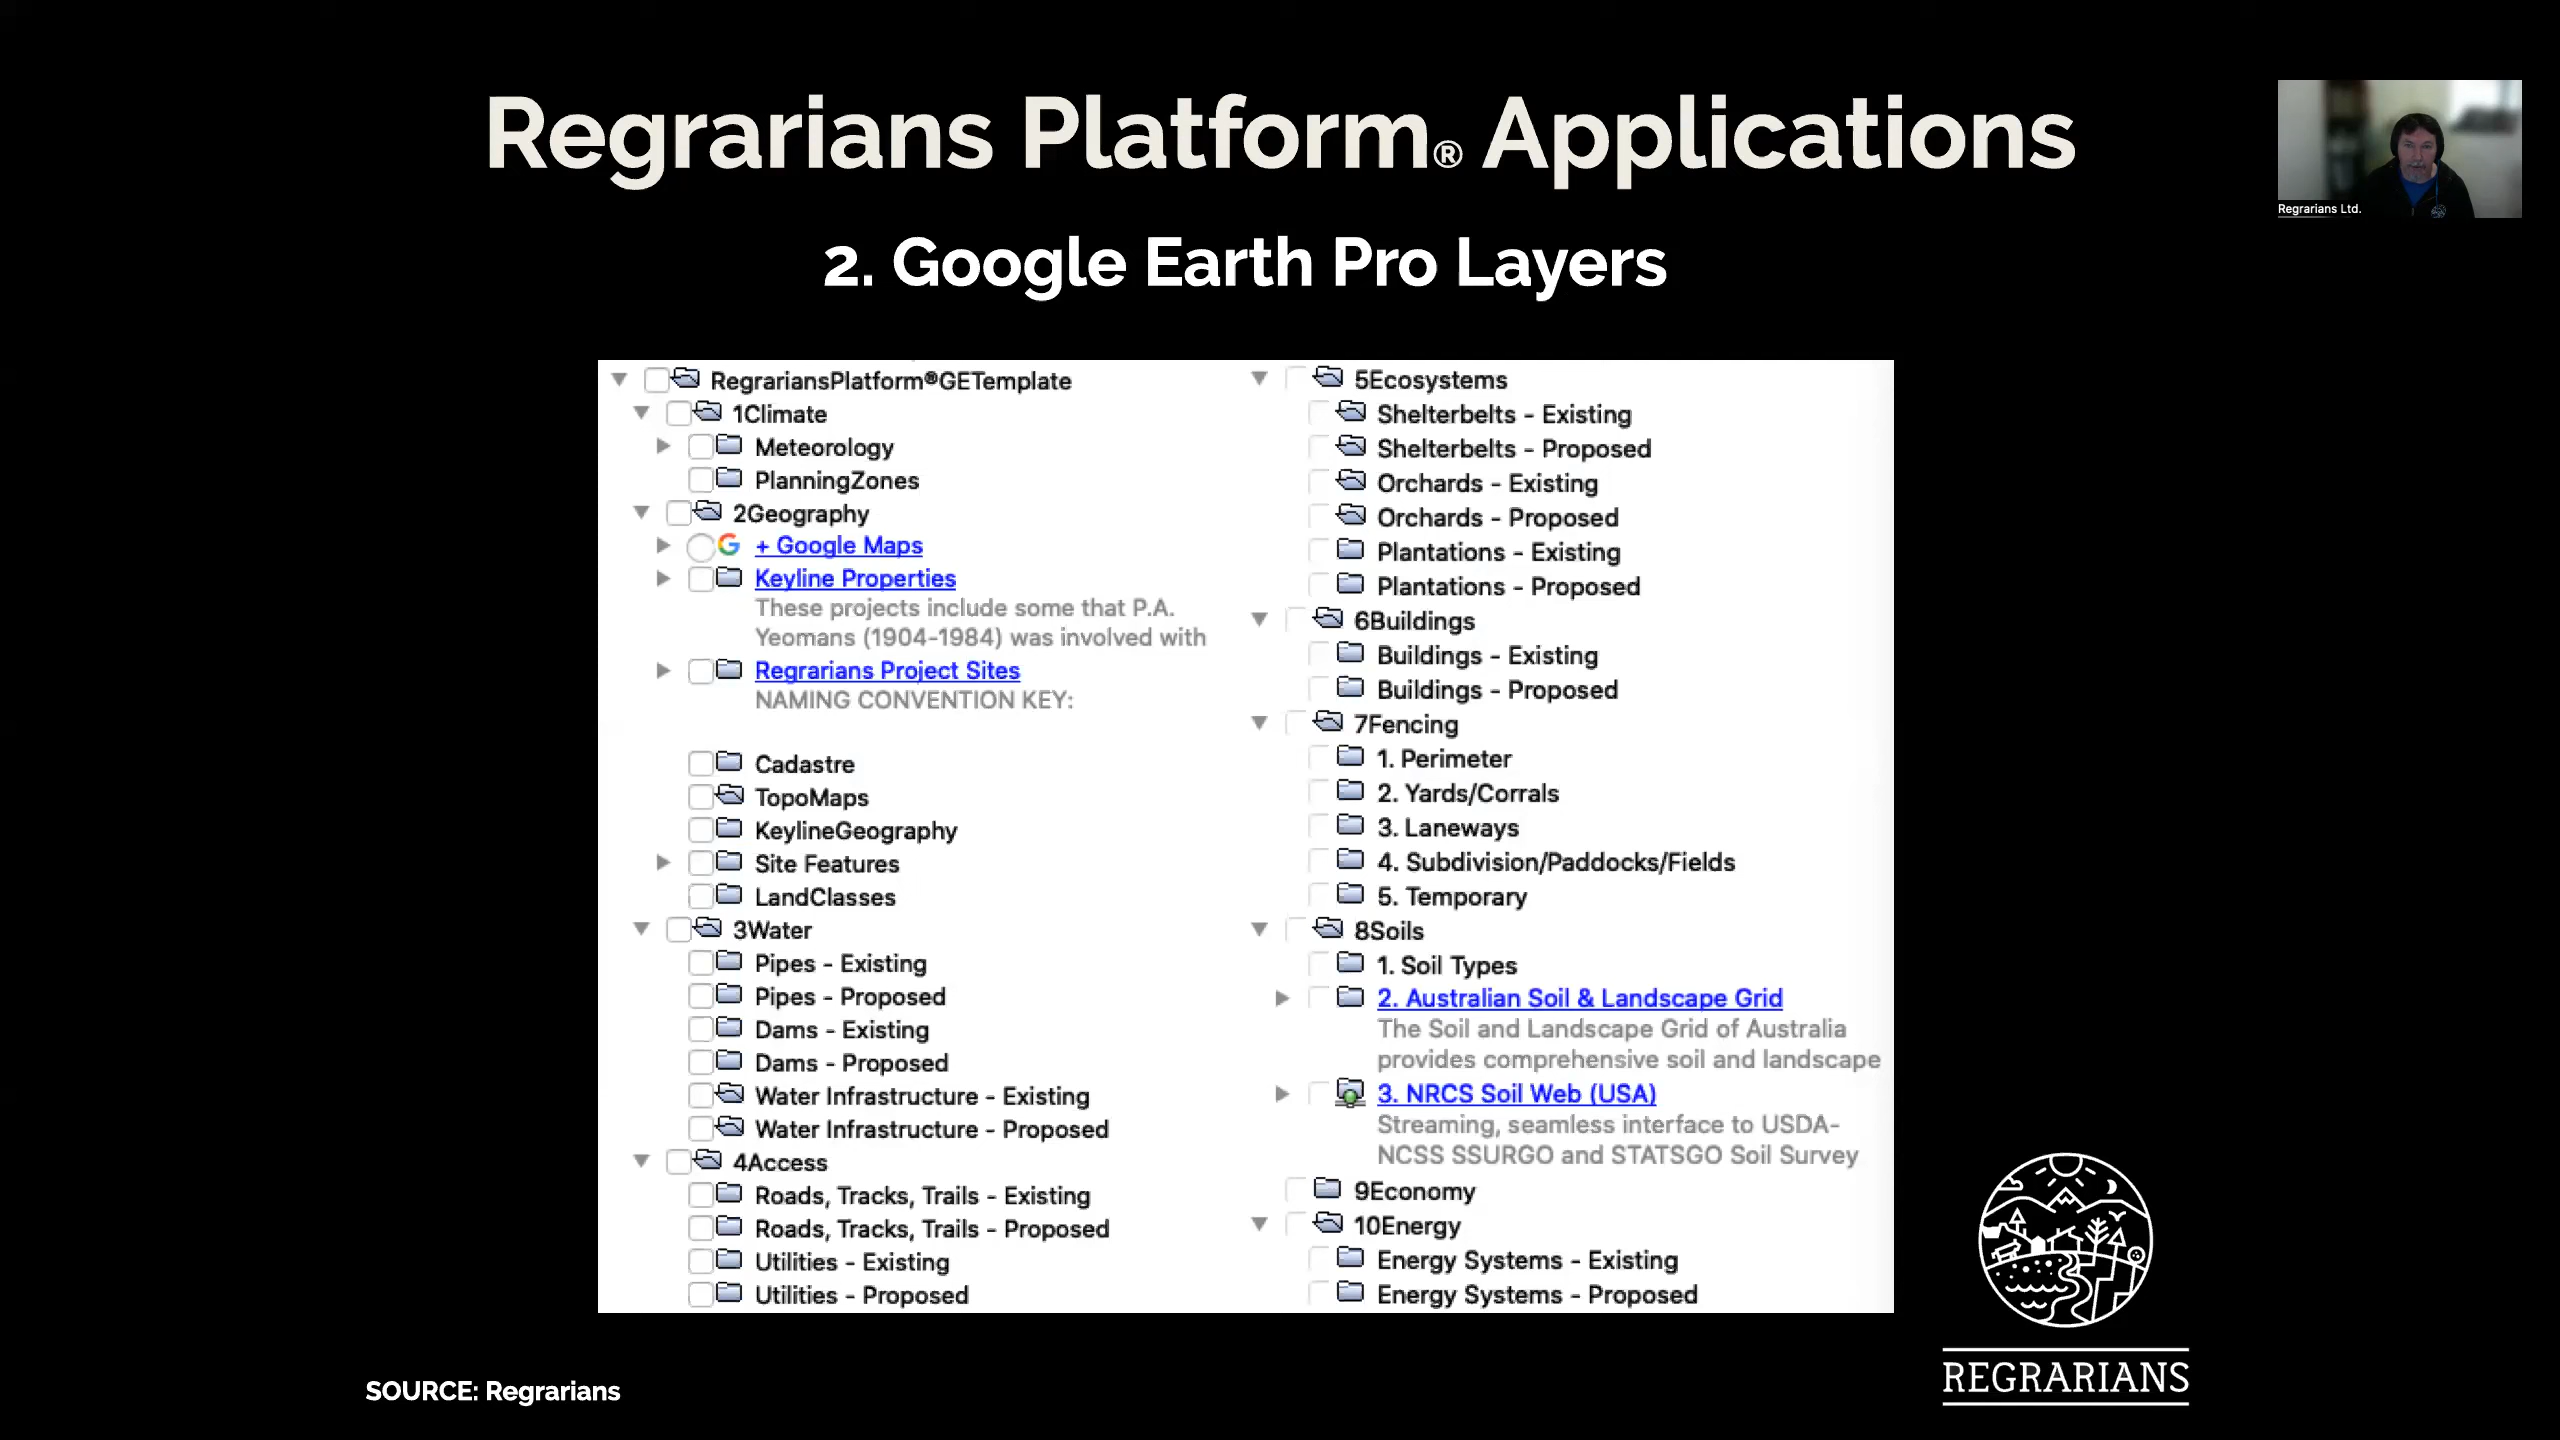 Regrarians Platform® Applications
Regrarians Ltd.
2. Google Earth Pro Layers
RegrariansPlatform®GETemplate
1Climate
Meteorology
PlanningZones
2Geography
+ Google Maps
Keyline Properties
These projects include some that P.A.
Yeomans (1904-1984) was involved with
Regrarians Project Sites
NAMING CONVENTION KEY:
Cadastre
TopoMaps
KeylineGeography
Site Features
LandClasses
3Water
Pipes - Existing
Pipes - Proposed
Dams - Existing
Dams - Proposed
Water Infrastructure - Existing
Water Infrastructure - Proposed
4Access
Roads, Tracks, Trails - Existing
Roads, Tracks, Trails - Proposed
Utilities - Existing
Utilities - Proposed
5Ecosystems
Shelterbelts - Existing
Shelterbelts - Proposed
Orchards - Existing
Orchards - Proposed
Plantations - Existing
Plantations - Proposed
6Buildings
Buildings - Existing
Buildings - Proposed
7Fencing
1. Perimeter
2. Yards/Corrals
3. Laneways
4. Subdivision/Paddocks/Fields
5. Temporary
8Soils
1. Soil Types
2. Australian Soil & Landscape Grid
The Soil and Landscape Grid of Australia
provides comprehensive soil and landscape
3. NRCS Soil Web (USA)
Streaming, seamless interface to USDA-
NCSS SSURGO and STATSGO Soil Survey
9Economy
10Energy
Energy Systems - Existing
Energy Systems - Proposed
REGRARIANS
SOURCE: Regrarians